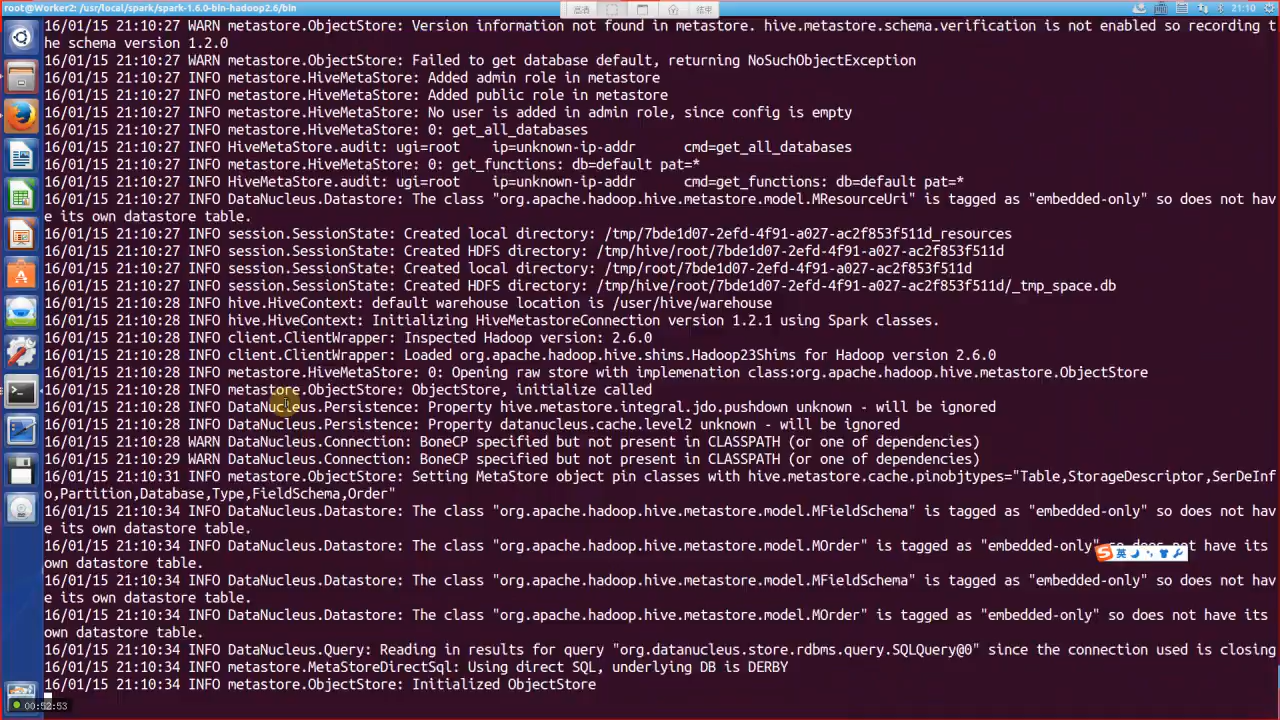 root@Worker2: /usr/local/spark/spark-1.6.0-bin-hadoop2.6/bin
21:10
16/01/15 21:10:27 WARN metastore.ObjectStore: Version information not found in metastore. hive.metastore.schema.verification is not enabled so recording t
he schema version 1.2.0
16/01/15 21:10:27 WARN metastore.ObjectStore: Failed to get database default, returning NoSuchObjectException
16/01/15 21:10:27 INFO metastore.HiveMetaStore: Added admin role in metastore
16/01/15 21:10:27 INFO metastore.HiveMetaStore: Added public role in metastore
16/01/15 21:10:27 INFO metastore.HiveMetaStore: No user is added in admin role, since config is empty
16/01/15 21:10:27 INFO metastore.HiveMetaStore: 0: get_all_databases
16/01/15 21:10:27 INFO HiveMetaStore.audit: ugi=root ip=unknown-ip-addr cmd=get_all_databases
16/01/15 21:10:27 INFO metastore.HiveMetaStore: 0: get_functions: db=default pat=*
16/01/15 21:10:27 INFO HiveMetaStore.audit: ugi=root ip=unknown-ip-addr cmd=get_functions: db=default pat=*
16/01/15 21:10:27 INFO DataNucleus.Datastore: The class "org.apache.hadoop.hive.metastore.model.MResourceUri" is tagged as "embedded-only" so does not hav
e its own datastore table.
16/01/15 21:10:27 INFO session.SessionState: Created local directory: /tmp/7bde1d07-2efd-4f91-a027-ac2f853f511d_resources
16/01/15 21:10:27 INFO session.SessionState: Created HDFS directory: /tmp/hive/root/7bde1d07-2efd-4f91-a027-ac2f853f511d
16/01/15 21:10:27 INFO session.SessionState: Created local directory: /tmp/root/7bde1d07-2efd-4f91-a027-ac2f853f511d
16/01/15 21:10:27 INFO session.SessionState: Created HDFS directory: /tmp/hive/root/7bde1d07-2efd-4f91-a027-ac2f853f511d/_tmp_space.db
16/01/15 21:10:28 INFO hive.HiveContext: default warehouse location is /user/hive/warehouse
16/01/15 21:10:28 INFO hive.HiveContext: Initializing HiveMetastoreConnection version 1.2.1 using Spark classes.
16/01/15 21:10:28 INFO client.ClientWrapper: Inspected Hadoop version: 2.6.0
16/01/15 21:10:28 INFO client.ClientWrapper: Loaded org.apache.hadoop.hive.shims.Hadoop23Shims for Hadoop version 2.6.0
16/01/15 21:10:28 INFO metastore.HiveMetaStore: 0: Opening raw store with implemenation class:org.apache.hadoop.hive.metastore.ObjectStore
16/01/15 21:10:28 INFO metastore.ObjectStore: ObjectStore, initialize called
16/01/15 21:10:28 INFO DataNucleus.Persistence: Property hive.metastore.integral.jdo.pushdown unknown - will be ignored
16/01/15 21:10:28 INFO DataNucleus.Persistence: Property datanucleus.cache.level2 unknown - will be ignored
16/01/15 21:10:28 WARN DataNucleus.Connection: BoneCP specified but not present in CLASSPATH (or one of dependencies)
16/01/15 21:10:29 WARN DataNucleus.Connection: BoneCP specified but not present in CLASSPATH (or one of dependencies)
16/01/15 21:10:31 INFO metastore.ObjectStore: Setting MetaStore object pin classes with hive.metastore.cache.pinobjtypes="Table,StorageDescriptor,SerDeInf
o,Partition,Database,Type,FieldSchema,Order"
16/01/15 21:10:34 INFO DataNucleus.Datastore: The class "org.apache.hadoop.hive.metastore.model.MFieldSchema" is tagged as "embedded-only" so does not hav
e its own datastore table.
16/01/15 21:10:34 INFO DataNucleus.Datastore: The class "org.apache.hadoop.hive.metastore.model.MOrder" is tagged as "embedded-only" so does not have its
own datastore table.
16/01/15 21:10:34 INFO DataNucleus.Datastore: The class "org.apache.hadoop.hive.metastore.model.MFieldSchema" is tagged as "embedded-only" so does not hav
e its own datastore table.
16/01/15 21:10:34 INFO DataNucleus.Datastore: The class "org.apache.hadoop.hive.metastore.model.MOrder" is tagged as "embedded-only" so does not have its
own datastore table.
16/01/15 21:10:34 INFO DataNucleus.Query: Reading in results for query "org.datanucleus.store.rdbms.query.SQLQuery@0" since the connection used is closing
16/01/15 21:10:34 INFO metastore.MetaStoreDirectSql: Using direct SQL, underlying DB is DERBY
16/01/15 21:10:34 INFO metastore.ObjectStore: Initialized ObjectStore
英
00:52:53